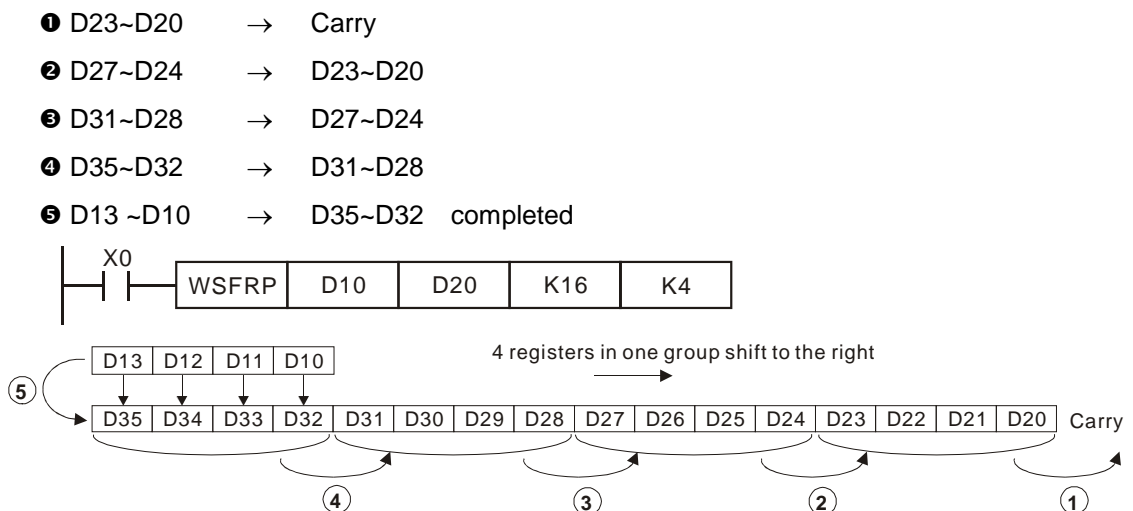 ❶ D23~D20 → Carry
❷ D27~D24 → D23~D20
❸ D31~D28 → D27~D24
❹ D35~D32 → D31~D28
❺ D13 ~D10 → D35~D32 completed
X0
WSFRP D10 D20 K16 K4
D13 D12 D11 D10 4 registers in one group shift to the right
5
D35 D34 D33 D32 D31 D30 D29 D28 D27 D26 D25 D24 D23 D22 D21 D20 Carry
4 3 2 1